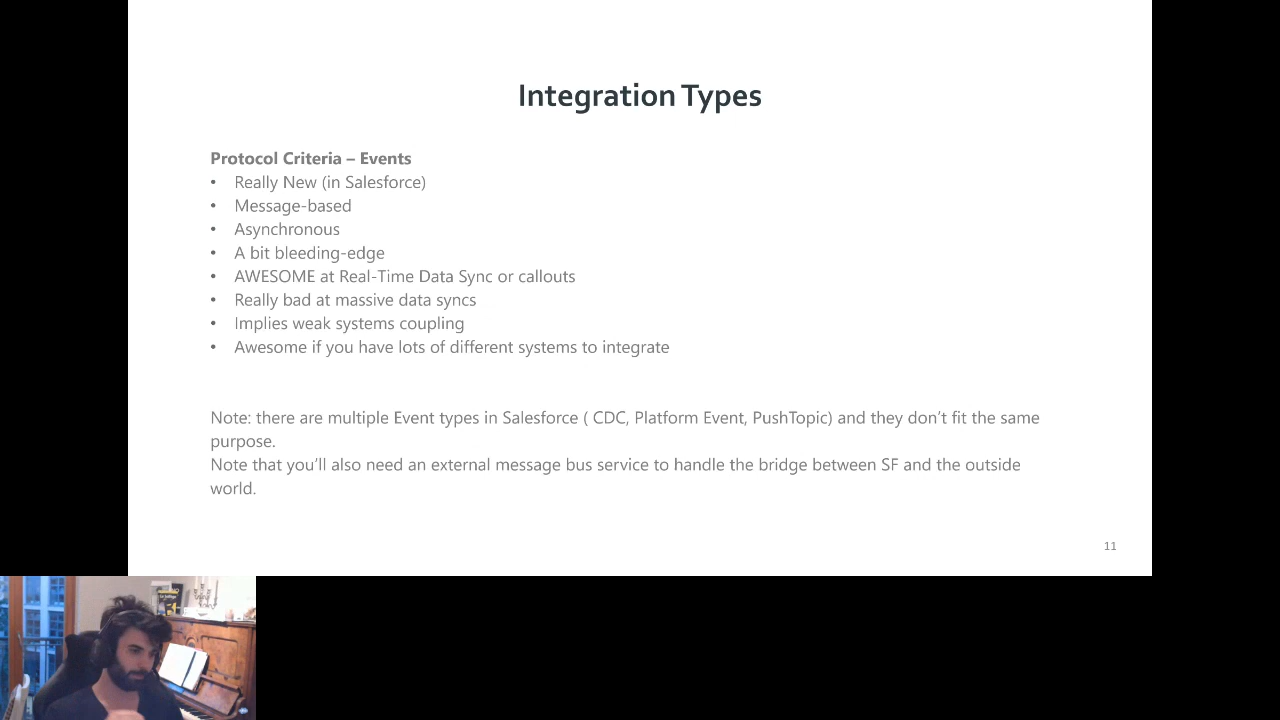 Integration Types
Protocol Criteria – Events
• Really New (in Salesforce)
• Message-based
• Asynchronous
• A bit bleeding-edge
• AWESOME at Real-Time Data Sync or callouts
• Really bad at massive data syncs
• Implies weak systems coupling
• Awesome if you have lots of different systems to integrate
Note: there are multiple Event types in Salesforce ( CDC, Platform Event, PushTopic) and they don’t fit the same
purpose.
Note that you’ll also need an external message bus service to handle the bridge between SF and the outside
world.
11